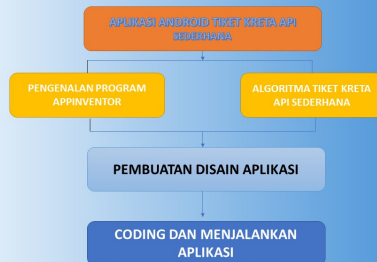 APLIKASI ANDROID TIKET KRETA API
SEDERHANA
PENGENALAN PROGRAM
APPINVENTOR
ALGORITMA TIKET KRETA
API SEDERHANA
PEMBUATAN DISAIN APLIKASI
CODING DAN MENJALANKAN
APLIKASI